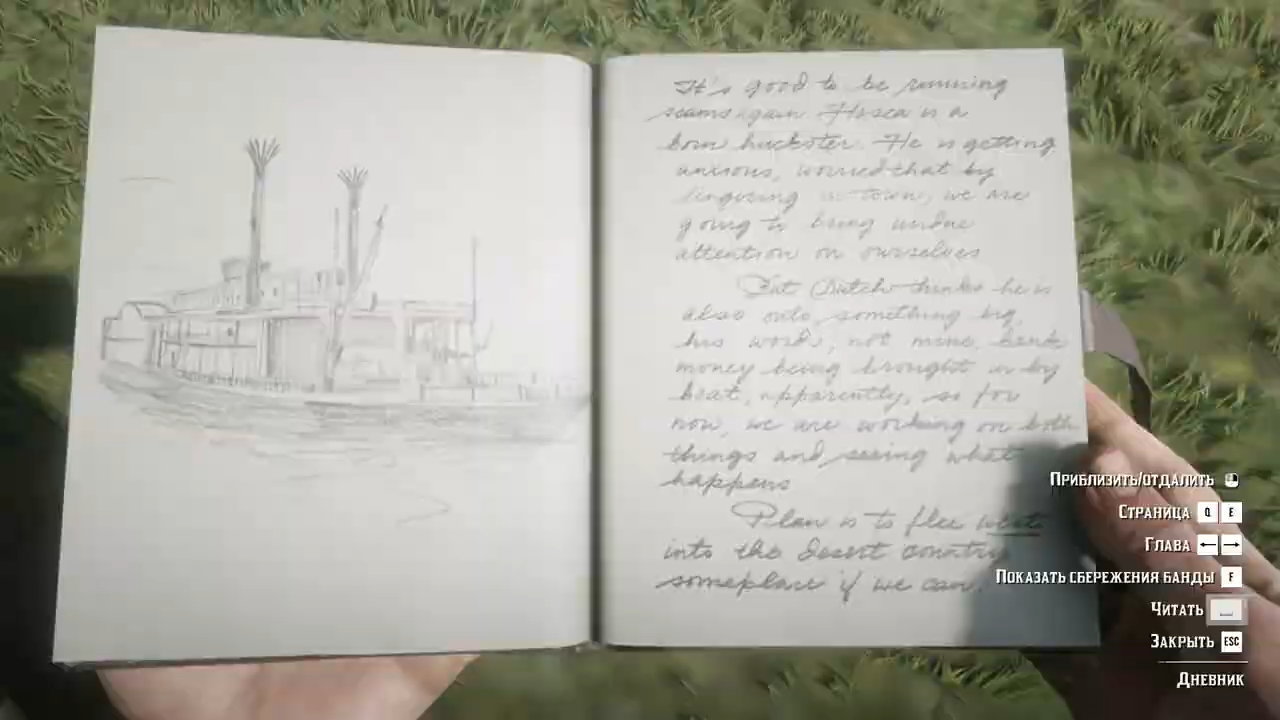 It's good to be running
scams again. Hosea is a
born huckster. He is getting
anxious, worried that by
lingering in town, we are
going to bring undue
attention on ourselves
But Dutch thinks he is
also onto something big,
his words, not mine, bank
money being brought in by
boat, apparently, so for
now, we are working on both
things and seeing what
happens
Plan is to flee west
into the desert country
someplace if we can.
Приблизить/отдалить
Страница Q E
Глава ← →
Показать сбережения банды F
Читать
Закрыть ESC
Дневник